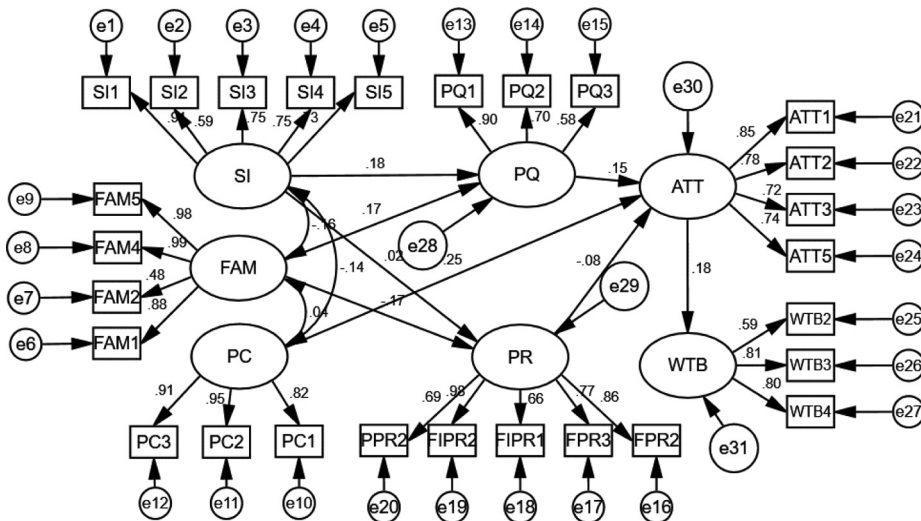 e1 e2 e3 e4 e5 e13 e14 e15
SI1 SI2 SI3 SI4 SI5 PQ1 PQ2 PQ3
e30
.59 .75 .75 .90 .70 .58
ATT1 e21
.85
ATT2 e22
.78
SI .18 PQ .15 ATT
.72 ATT3 e23
.74
e9 FAM5 .98
.17
-.16
e28
ATT5 e24
e8 FAM4 .99
FAM
-.14 .02 .25 -.08
.18
e29
e7 FAM2 .48
.88
.04 -.17
e6 FAM1
WTB2 e25
.59
PC PR WTB
.81 WTB3 e26
.80
.91 .95 .82 .69 .98 66 .77 .86
WTB4 e27
PC3 PC2 PC1 PPR2 FIPR2 FIPR1 FPR3 FPR2
e31
e12 e11 e10 e20 e19 e18 e17 e16